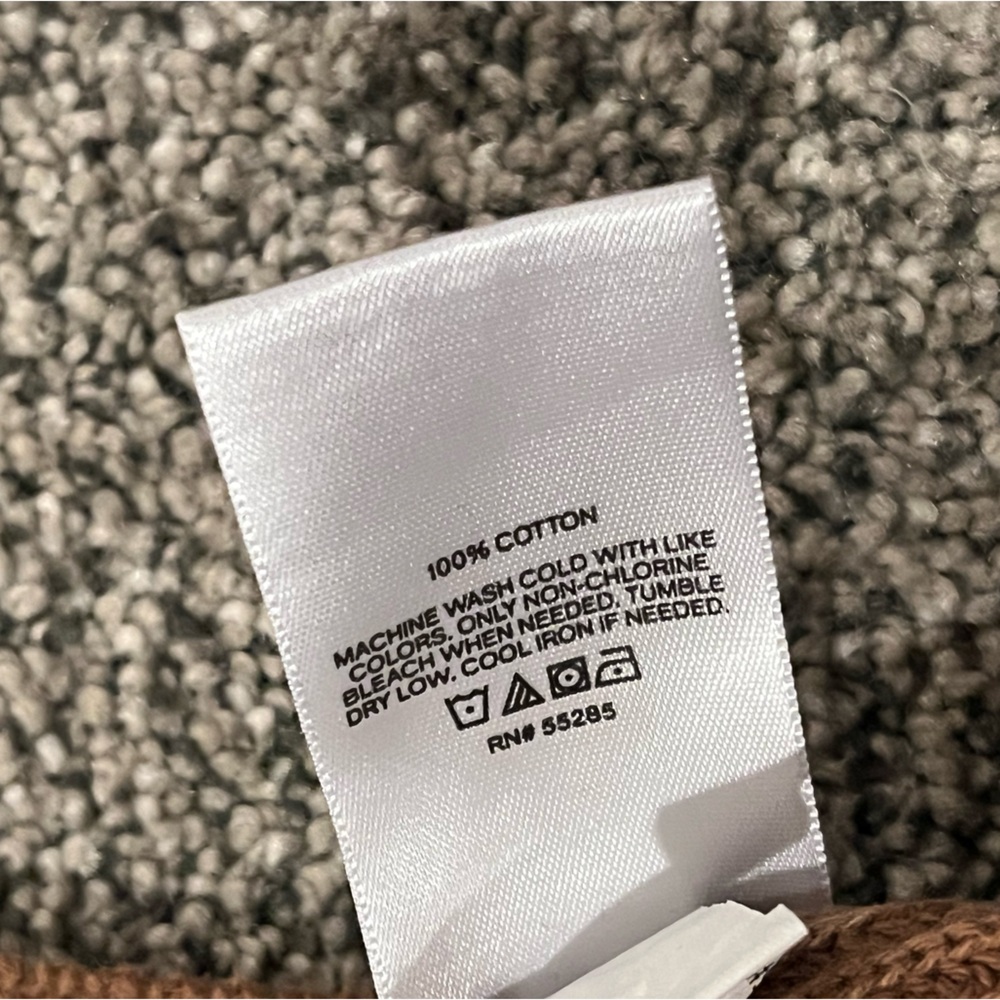 100% COTTON
MACHINE WASH COLD WITH LIKE
COLORS. ONLY NON-CHLORINE
BLEACH WHEN NEEDED. TUMBLE
DRY LOW. COOL IRON IF NEEDED.
RN# 55285